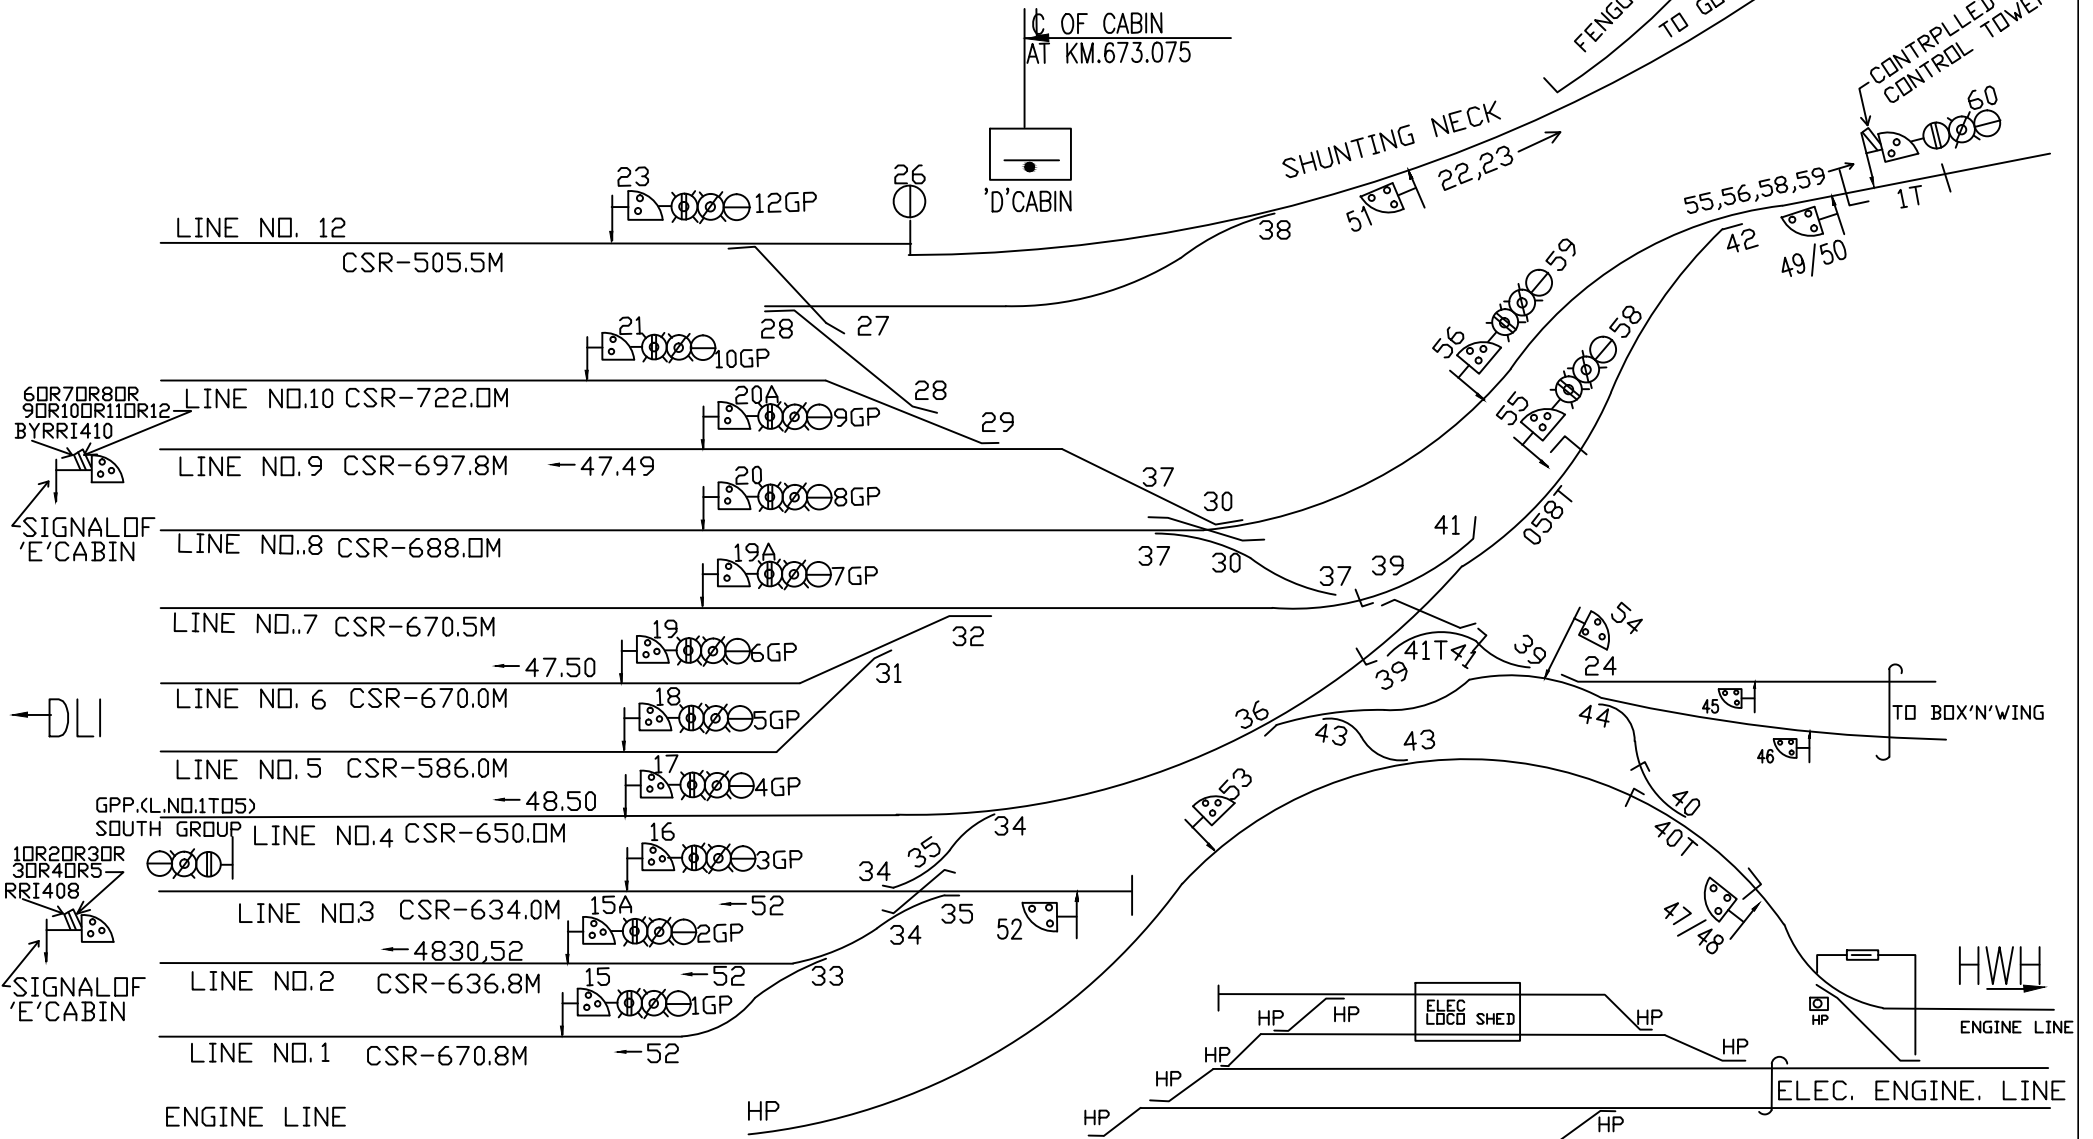 C OF CABIN
AT KM.673.075
'D'CABIN
SHUNTING NECK
22,23
51
CONTRPLLED
60
55,56,58,59
1T
42
49/50
23
12GP
26
LINE NO. 12
CSR-505.5M
38
28
27
21
10GP
59
56
58
55
6OR7OR8OR
9OR10OR11OR12
BYRRI410
LINE NO.10 CSR-722.0M
28
20A
9GP
29
LINE NO.9 CSR-697.8M
47.49
37
30
20
8GP
SIGNALOF
'E'CABIN
LINE NO..8 CSR-688.0M
41
058T
37
30
19A
7GP
37
39
LINE NO..7 CSR-670.5M
19
6GP
32
54
41T41
39
24
39
47.50
31
LINE NO. 6 CSR-670.0M
18
5GP
45
TO BOX'N'WING
DLI
36
43
43
44
46
LINE NO. 5 CSR-586.0M
17
4GP
48.50
53
40
40T
GPP.(L.NO.1TO5)
SOUTH GROUP
LINE NO.4 CSR-650.0M
34
16
3GP
35
34
1OR2OR3OR
3OR4OR5
RRI408
LINE NO.3 CSR-634.0M
15A
2GP
52
35
34
52
47/48
4830,52
LINE NO.2 CSR-636.8M
52
33
15
1GP
SIGNALOF
'E'CABIN
HWH
LINE NO.1 CSR-670.8M
52
ELEC
LOCO SHED
HP
HP
HP
HP
ENGINE LINE
HP
HP
HP
ELEC. ENGINE. LINE
ENGINE LINE
HP
HP
HP